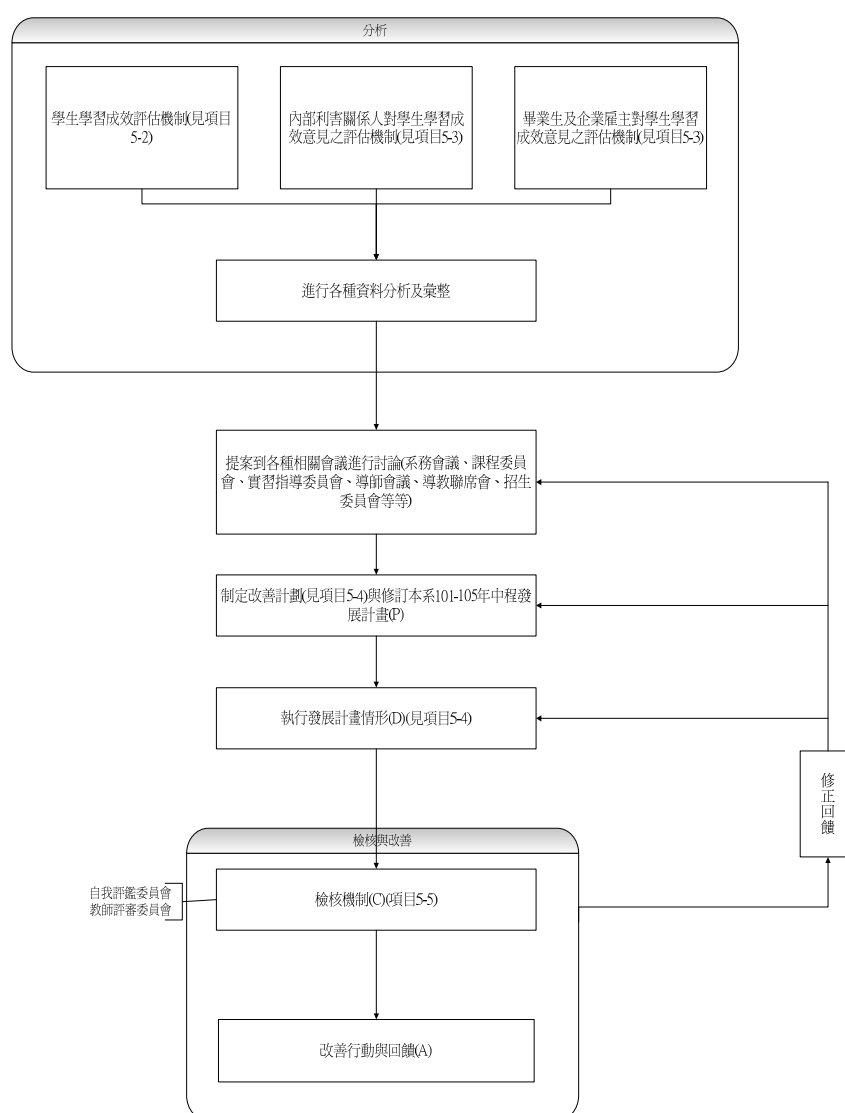 分析
學生學習成效評估機制(見項目
5-2)
內部利害關係人對學生學習成
效意見之評估機制(見項目5-3)
畢業生及企業雇主對學生學習
成效意見之評估機制(見項目5-3)
進行各種資料分析及彙整
提案到各種相關會議進行討論(系務會議、課程委員
會、實習指導委員會、導師會議、導教聯席會、招生
委員會等等)
制定改善計劃(見項目5-4)與修訂本系101-105年中程發
展計畫(P)
執行發展計畫情形(D)(見項目5-4)
修正回饋
檢核與改善
自我評鑑委員會
教師評審委員會
檢核機制(C)(項目5-5)
改善行動與回饋(A)